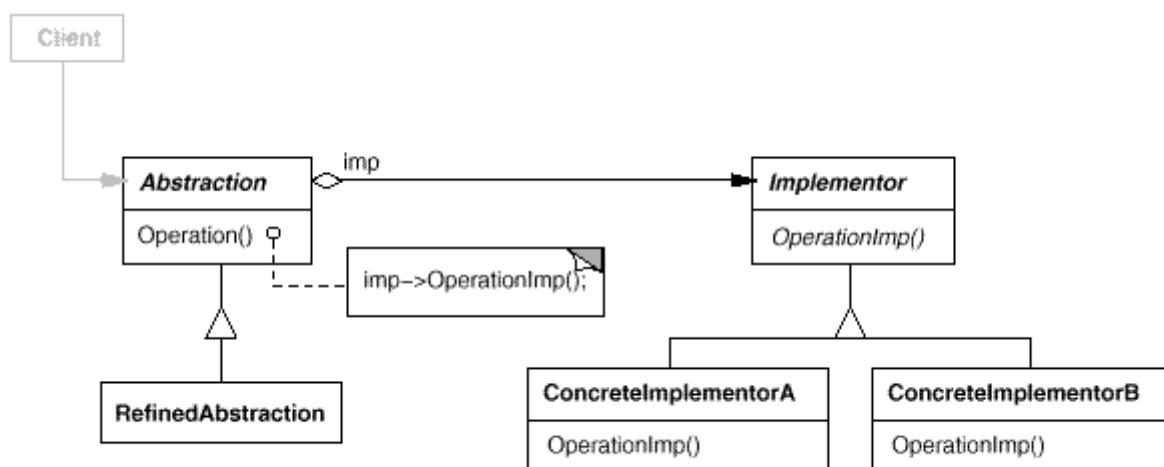 Client
imp
Abstraction
Implementor
Operation()
OperationImp()
imp->OperationImp();
RefinedAbstraction
ConcreteImplementorA
ConcreteImplementorB
OperationImp()
OperationImp()